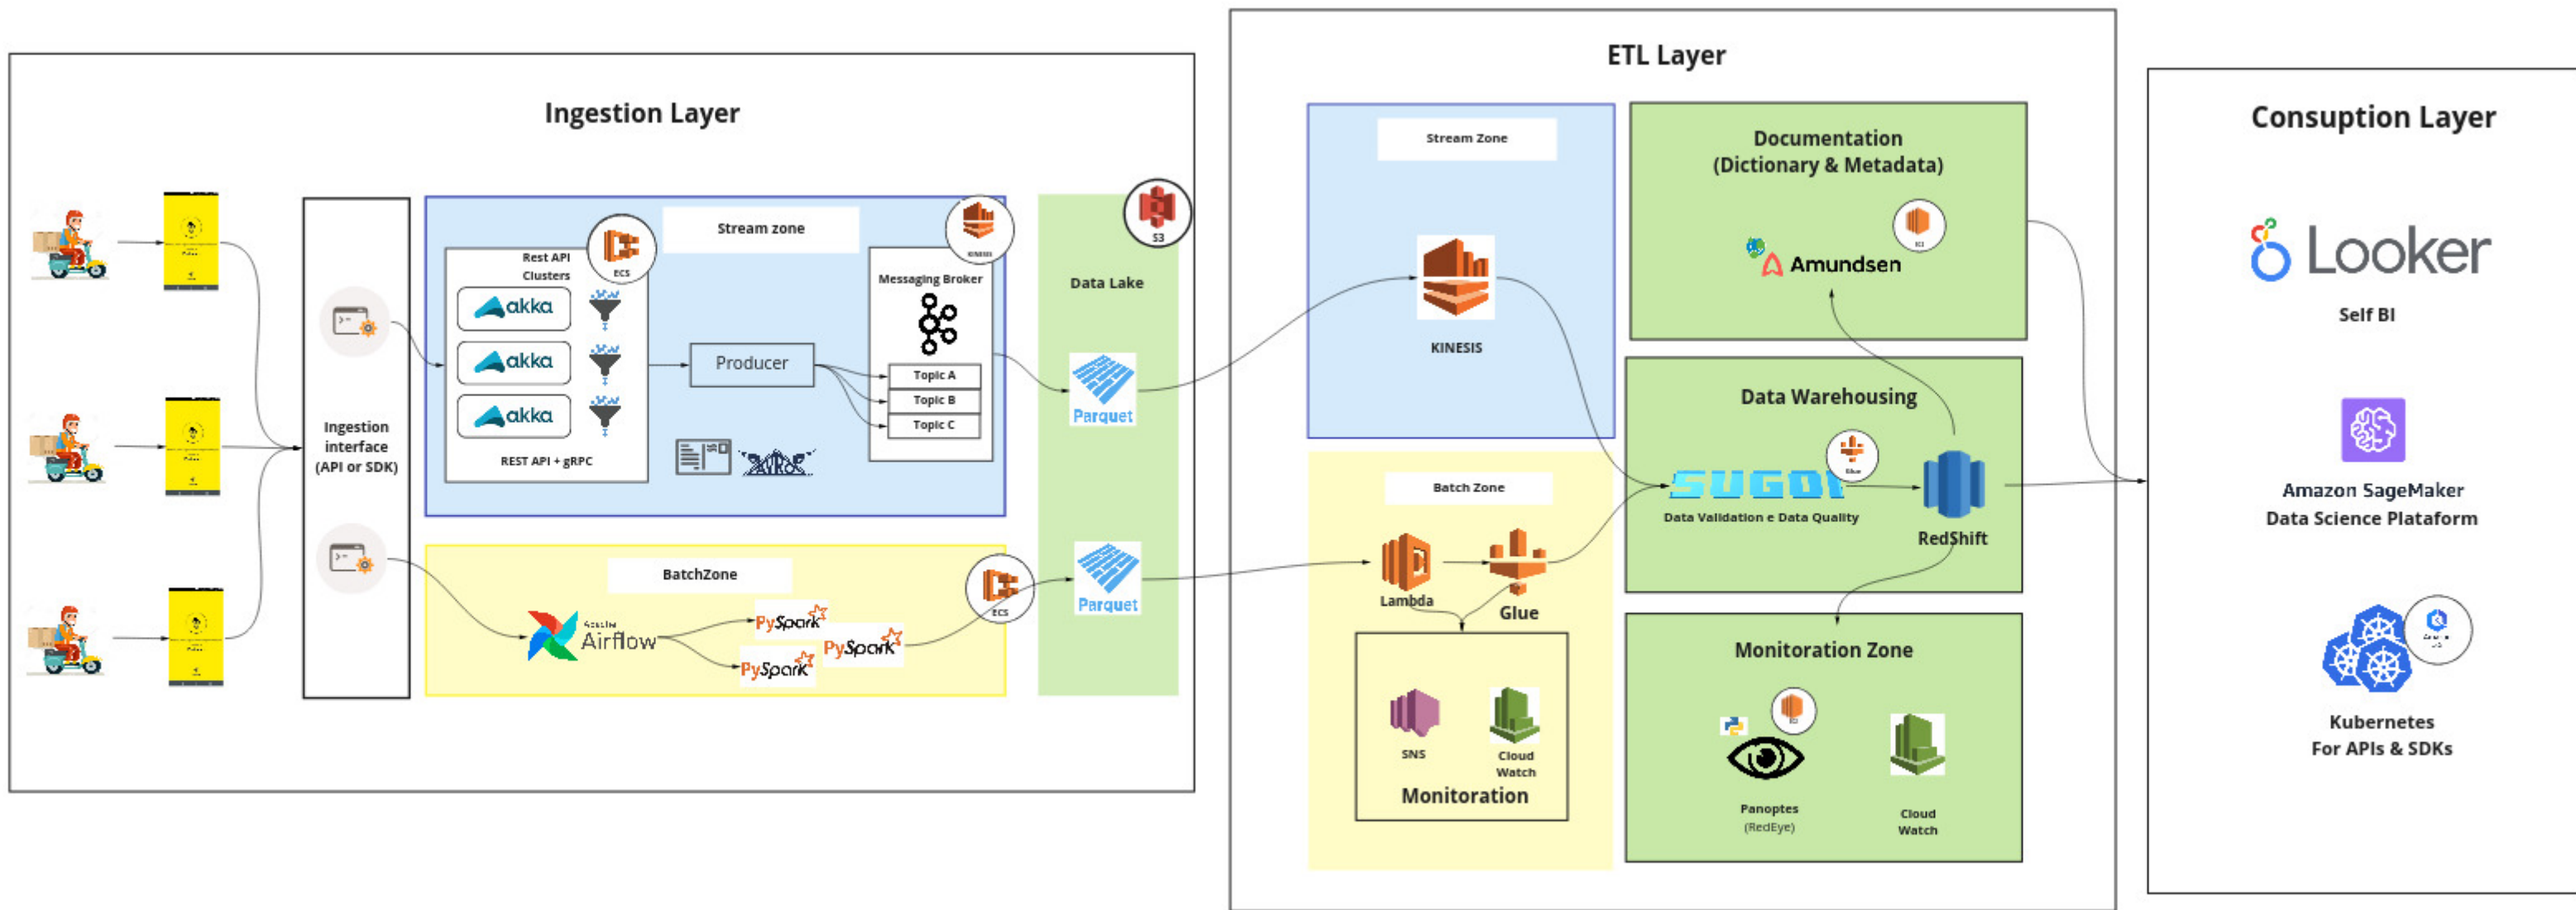 Ingestion Layer
Ingestion
interface
(API or SDK)
Stream zone
Rest API
Clusters
ECS
akka
akka
akka
REST API + gRPC
Producer
KINESIS
Messaging Broker
Topic A
Topic B
Topic C
BatchZone
Apache
Airflow
PySpark
PySpark
PySpark
ECS
S3
Data Lake
Parquet
Parquet
ETL Layer
Stream Zone
KINESIS
Batch Zone
Lambda
Glue
SNS
Cloud
Watch
Monitoration
Documentation
(Dictionary & Metadata)
Amundsen
Data Warehousing
Glue
SUGOI
Data Validation e Data Quality
RedShift
Monitoration Zone
Panoptes
(RedEye)
Cloud
Watch
Consuption Layer
Looker
Self BI
Amazon SageMaker
Data Science Plataform
Kubernetes
For APIs & SDKs